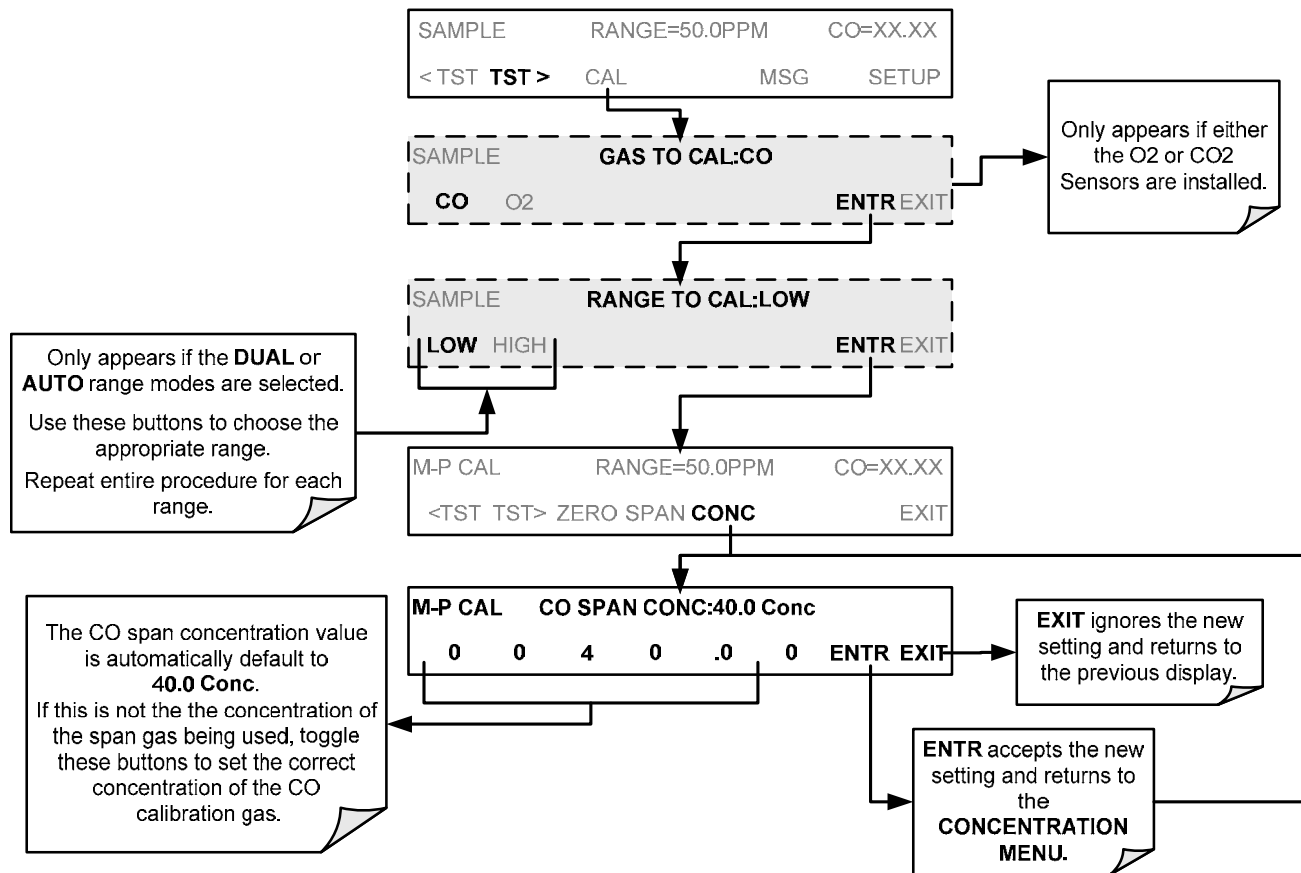 SAMPLE RANGE=50.0PPM CO=XX.XX
< TST TST > CAL MSG SETUP
SAMPLE GAS TO CAL:CO
CO O2 ENTR EXIT
Only appears if either
the O2 or CO2
Sensors are installed.
SAMPLE RANGE TO CAL:LOW
LOW HIGH ENTR EXIT
Only appears if the DUAL or
AUTO range modes are selected.
Use these buttons to choose the
appropriate range.
Repeat entire procedure for each
range.
M-P CAL RANGE=50.0PPM CO=XX.XX
<TST TST> ZERO SPAN CONC EXIT
M-P CAL CO SPAN CONC:40.0 Conc
0 0 4 0 .0 0 ENTR EXIT
The CO span concentration value
is automatically default to
40.0 Conc.
If this is not the the concentration of
the span gas being used, toggle
these buttons to set the correct
concentration of the CO
calibration gas.
EXIT ignores the new
setting and returns to
the previous display.
ENTR accepts the new
setting and returns to
the
CONCENTRATION
MENU.